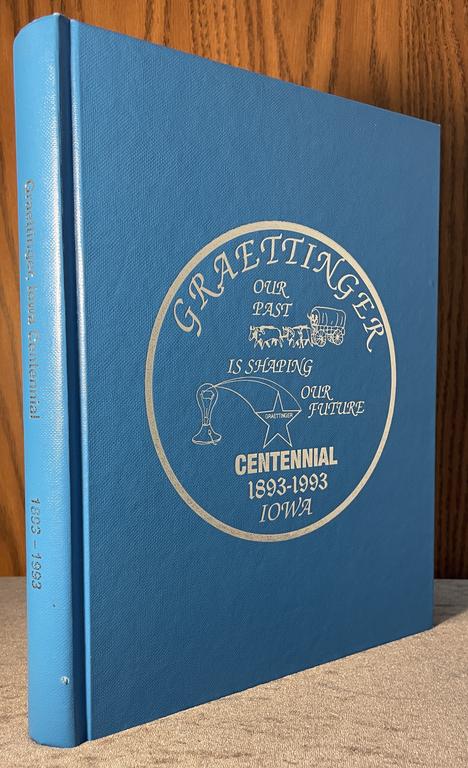 Graettinger, Iowa Centennial 1893 - 1993
GRAETTINGER
OUR
PAST
IS SHAPING
OUR
FUTURE
GRAETTINGER
CENTENNIAL
1893-1993
IOWA